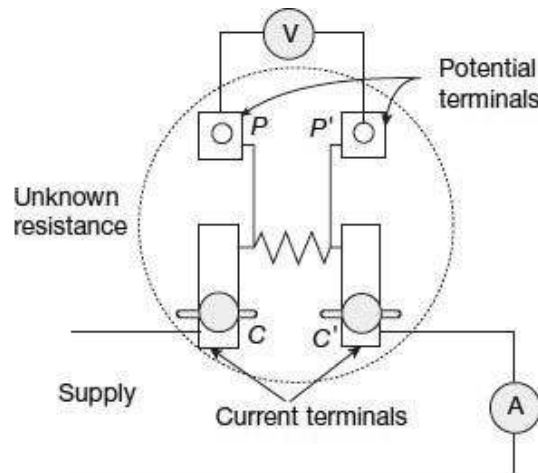 V
Potential
terminals
P P'
Unknown
resistance
C C'
Supply
Current terminals
A